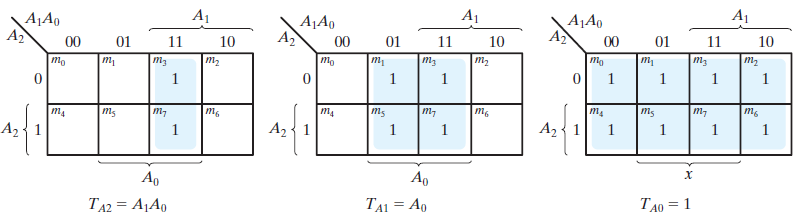 A₁A₀ A₁
A₂ 00 01 11 10
m₀ m₁ m₃ m₂
0 1
m₄ m₅ m₇ m₆
A₂ 1 1
A₀
T_A2 = A₁A₀
A₁A₀ A₁
A₂ 00 01 11 10
m₀ m₁ m₃ m₂
0 1 1
m₄ m₅ m₇ m₆
A₂ 1 1 1
A₀
T_A1 = A₀
A₁A₀ A₁
A₂ 00 01 11 10
m₀ m₁ m₃ m₂
0 1 1 1 1
m₄ m₅ m₇ m₆
A₂ 1 1 1 1 1
x
T_A0 = 1